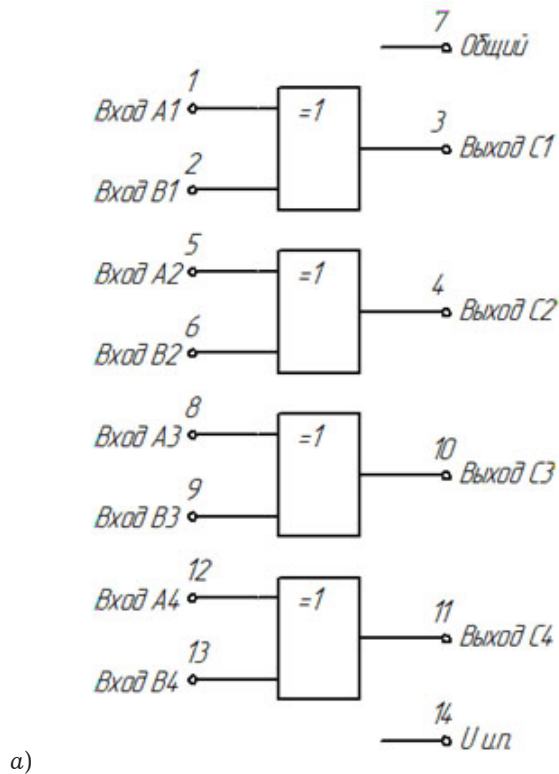 7
Общий
1
Вход А1
=1
3
Выход С1
2
Вход В1
5
Вход А2
=1
4
Выход С2
6
Вход В2
8
Вход А3
=1
10
Выход С3
9
Вход В3
12
Вход А4
=1
11
Выход С4
13
Вход В4
14
U и.п.
а)